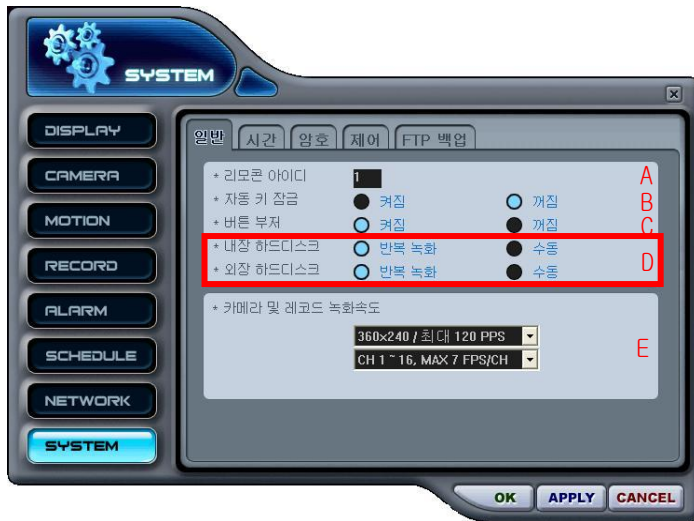 SYSTEM
DISPLAY
CAMERA
MOTION
RECORD
ALARM
SCHEDULE
NETWORK
SYSTEM
일반 시간 암호 제어 FTP 백업
* 리모콘 아이디 1 A
* 자동 키 잠금 켜짐 꺼짐 B
* 버튼 부저 켜짐 꺼짐 C
* 내장 하드디스크 반복 녹화 수동
* 외장 하드디스크 반복 녹화 수동 D
* 카메라 및 레코드 녹화속도
360x240 / 최대 120 PPS
CH 1 ~ 16, MAX 7 FPS/CH E
OK APPLY CANCEL